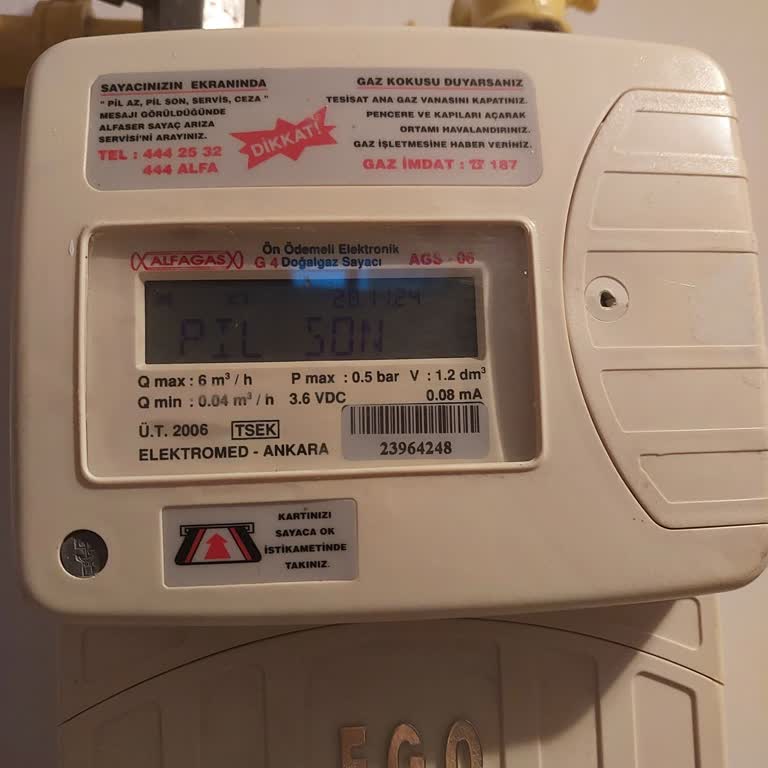 SAYACINIZIN EKRANINDA
" PİL AZ, PİL SON, SERVİS, CEZA "
MESAJI GÖRÜLDÜĞÜNDE
ALFASER SAYAÇ ARIZA
SERVİSİ'Nİ ARAYINIZ.
TEL : 444 25 32
444 ALFA
DİKKAT!
GAZ KOKUSU DUYARSANIZ
TESİSAT ANA GAZ VANASINI KAPATINIZ.
PENCERE VE KAPILARI AÇARAK
ORTAMI HAVALANDIRINIZ.
GAZ İŞLETMESİNE HABER VERİNİZ.
GAZ İMDAT : ☎ 187
ALFAGAS
Ön Ödemeli Elektronik
G 4 Doğalgaz Sayacı
AGS - 06
20.11.24
PIL SON
Q max : 6 m³ / h P max : 0.5 bar V : 1.2 dm³
Q min : 0.04 m³ / h 3.6 VDC 0.08 mA
Ü.T. 2006 TSEK
ELEKTROMED - ANKARA
23964248
KARTINIZI
SAYACA OK
İSTİKAMETİNDE
TAKINIZ.
EGO